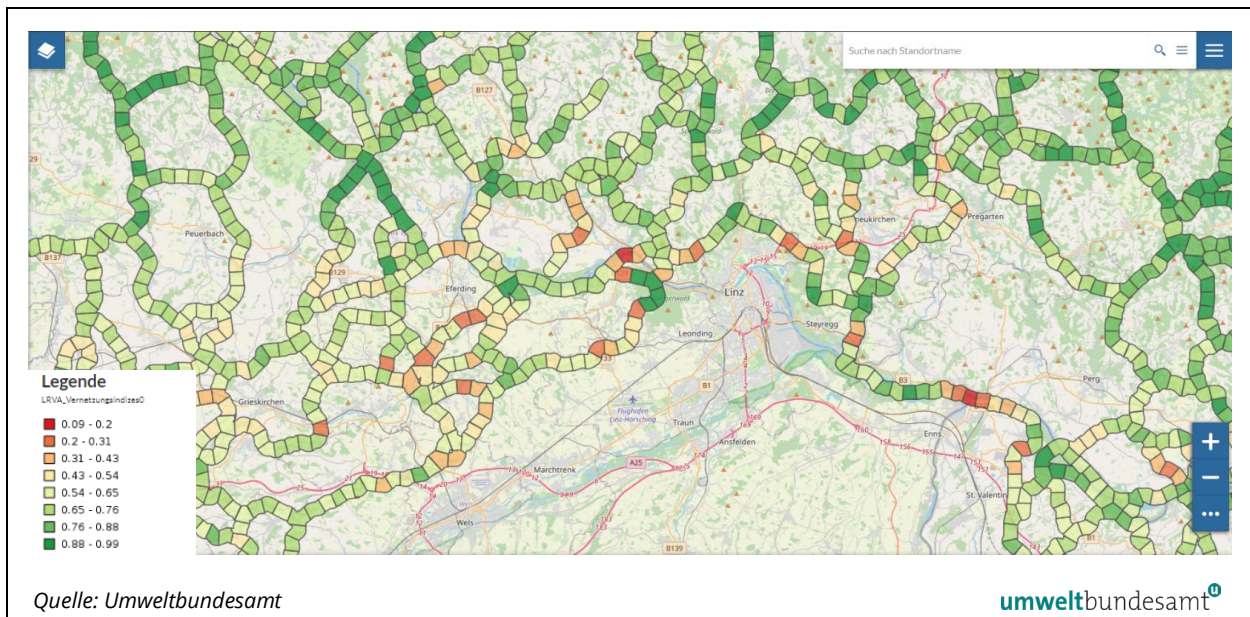 Suche nach Standortname
B127
29
Peuerbach
B137
B129
Eferding
neukirchen
Pregarten
Linz
Leonding
Steyregg
B3
Perg
B1
Flughafen
Linz-Hörsching
Traun
Ansfelden
Enns
St. Valentin
A25
Marchtrenk
Wels
B139
B1
Grieskirchen
Legende
LRVA_Vernetzungsindizes0
0.09 - 0.2
0.2 - 0.31
0.31 - 0.43
0.43 - 0.54
0.54 - 0.65
0.65 - 0.76
0.76 - 0.88
0.88 - 0.99
Quelle: Umweltbundesamt
umweltbundesamt